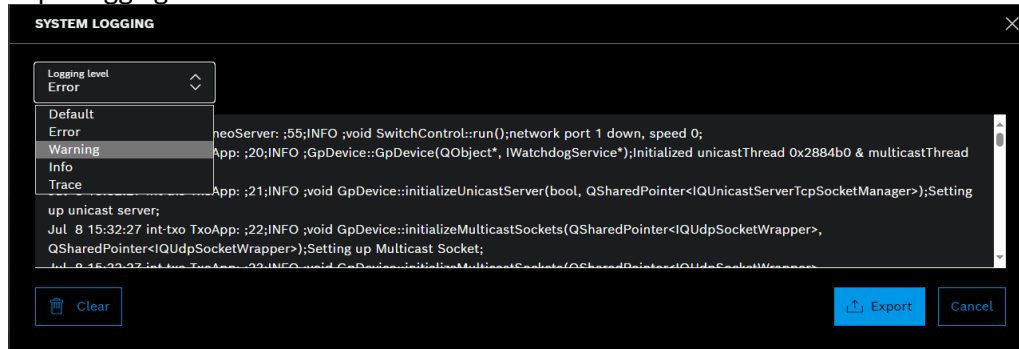 SYSTEM LOGGING
Logging level
Error
Default
Error
Warning
Info
Trace
neoServer: ;55;INFO ;void SwitchControl::run();network port 1 down, speed 0;
App: ;20;INFO ;GpDevice::GpDevice(QObject*, IWatchdogService*);Initialized unicastThread 0x2884b0 & multicastThread
App: ;21;INFO ;void GpDevice::initializeUnicastServer(bool, QSharedPointer<IQUnicastServerTcpSocketManager>);Setting
up unicast server;
Jul 8 15:32:27 int-txo TxoApp: ;22;INFO ;void GpDevice::initializeMulticastSockets(QSharedPointer<IQUdpSocketWrapper>,
QSharedPointer<IQUdpSocketWrapper>);Setting up Multicast Socket;
Clear
Export
Cancel